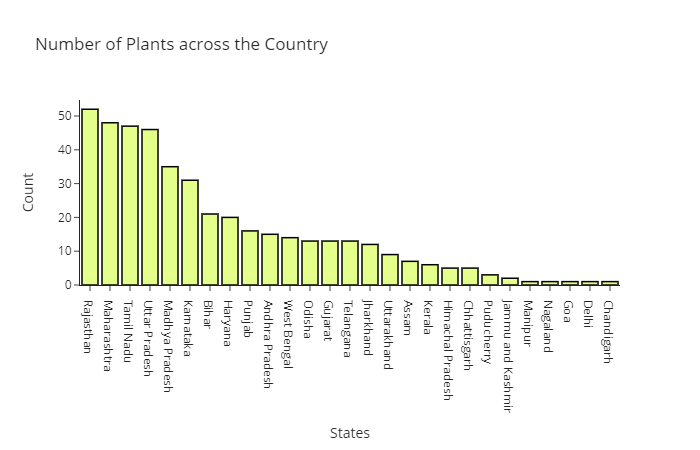 Number of Plants across the Country
Count
50
40
30
20
10
0
Rajasthan
Maharashtra
Tamil Nadu
Uttar Pradesh
Madhya Pradesh
Karnataka
Bihar
Haryana
Punjab
Andhra Pradesh
West Bengal
Odisha
Gujarat
Telangana
Jharkhand
Uttarakhand
Assam
Kerala
Himachal Pradesh
Chhattisgarh
Puducherry
Jammu and Kashmir
Manipur
Nagaland
Goa
Delhi
Chandigarh
States